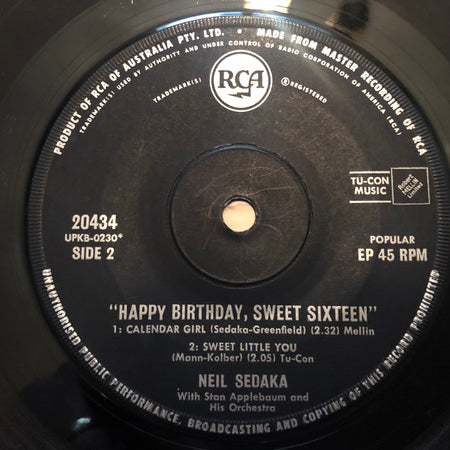 PRODUCT OF RCA OF AUSTRALIA PTY. LTD. • MADE FROM MASTER RECORDING OF RCA
TRADEMARK(S) USED BY AUTHORITY AND UNDER CONTROL OF RADIO CORPORATION OF AMERICA (RCA)
RCA
TRADEMARK(S) ® REGISTERED
TU-CON
MUSIC
Robert
MELLIN
Limited
20434
UPKB-0230*
SIDE 2
POPULAR
EP 45 RPM
"HAPPY BIRTHDAY, SWEET SIXTEEN"
1: CALENDAR GIRL (Sedaka-Greenfield) (2.32) Mellin
2: SWEET LITTLE YOU
(Mann-Kolber) (2.05) Tu-Con
NEIL SEDAKA
With Stan Applebaum and
His Orchestra
UNAUTHORISED PUBLIC PERFORMANCE, BROADCASTING AND COPYING OF THIS RECORD PROHIBITED